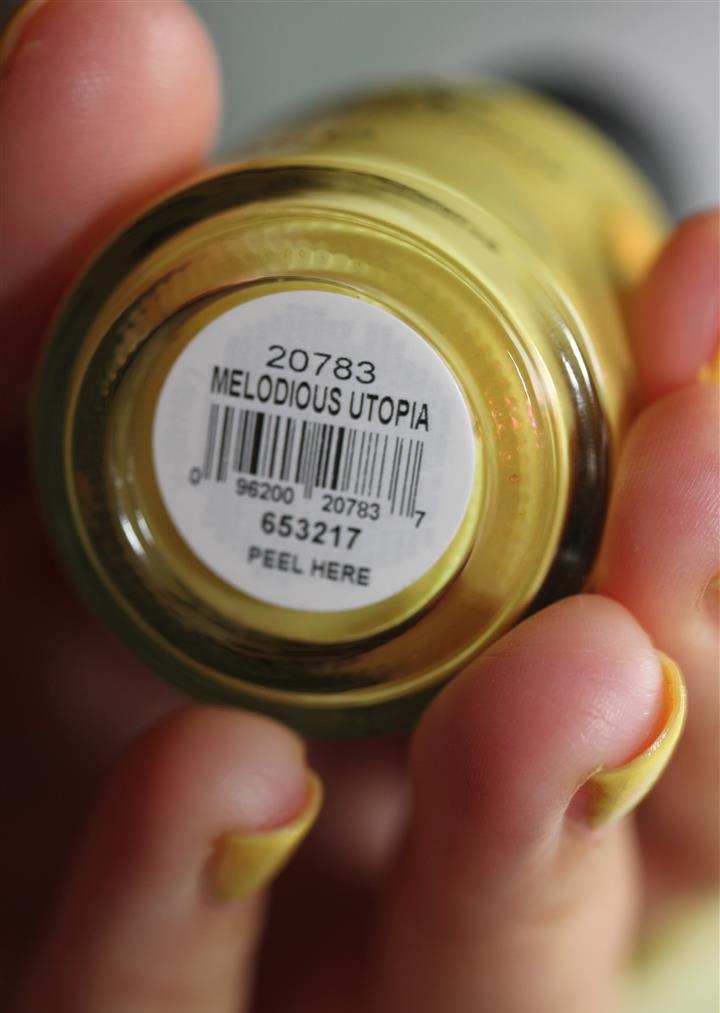 20783
MELODIOUS UTOPIA
0 96200 20783 7
653217
PEEL HERE